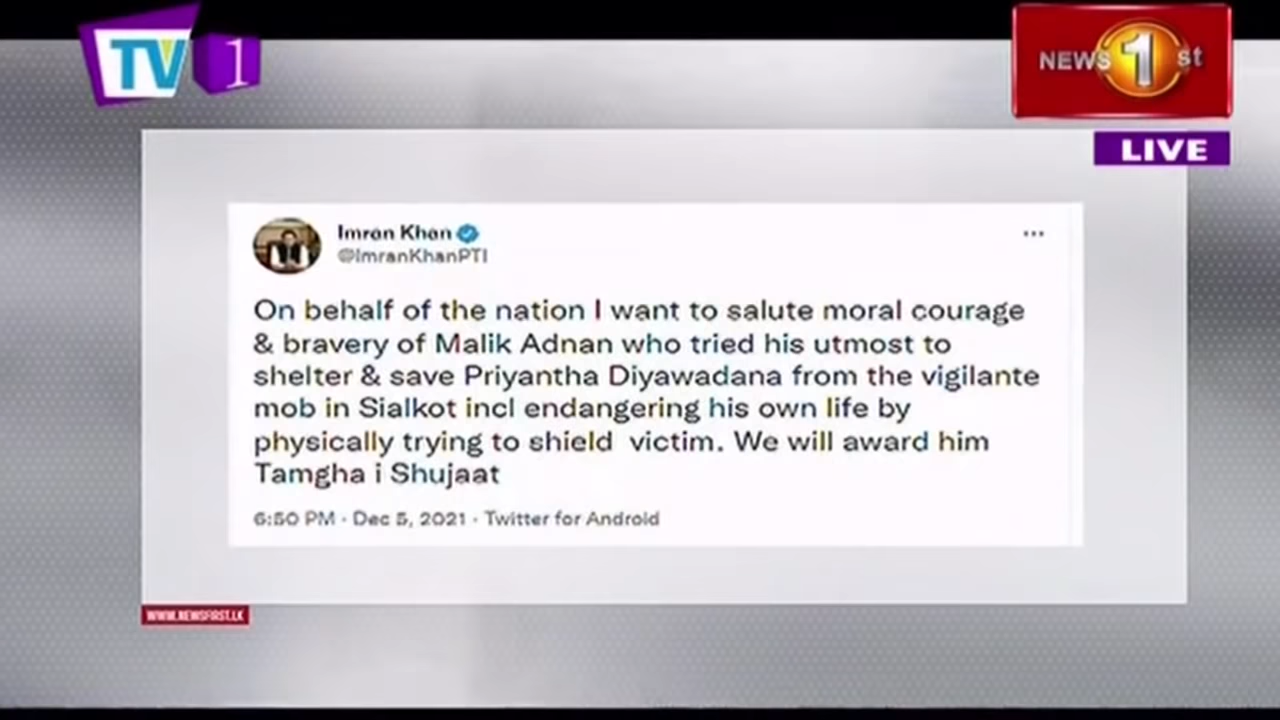 TV 1
NEWS 1st
LIVE
Imran Khan
@ImranKhanPTI
On behalf of the nation I want to salute moral courage
& bravery of Malik Adnan who tried his utmost to
shelter & save Priyantha Diyawadana from the vigilante
mob in Sialkot incl endangering his own life by
physically trying to shield victim. We will award him
Tamgha i Shujaat
6:50 PM · Dec 5, 2021 · Twitter for Android
WWW.NEWSFIRST.LK